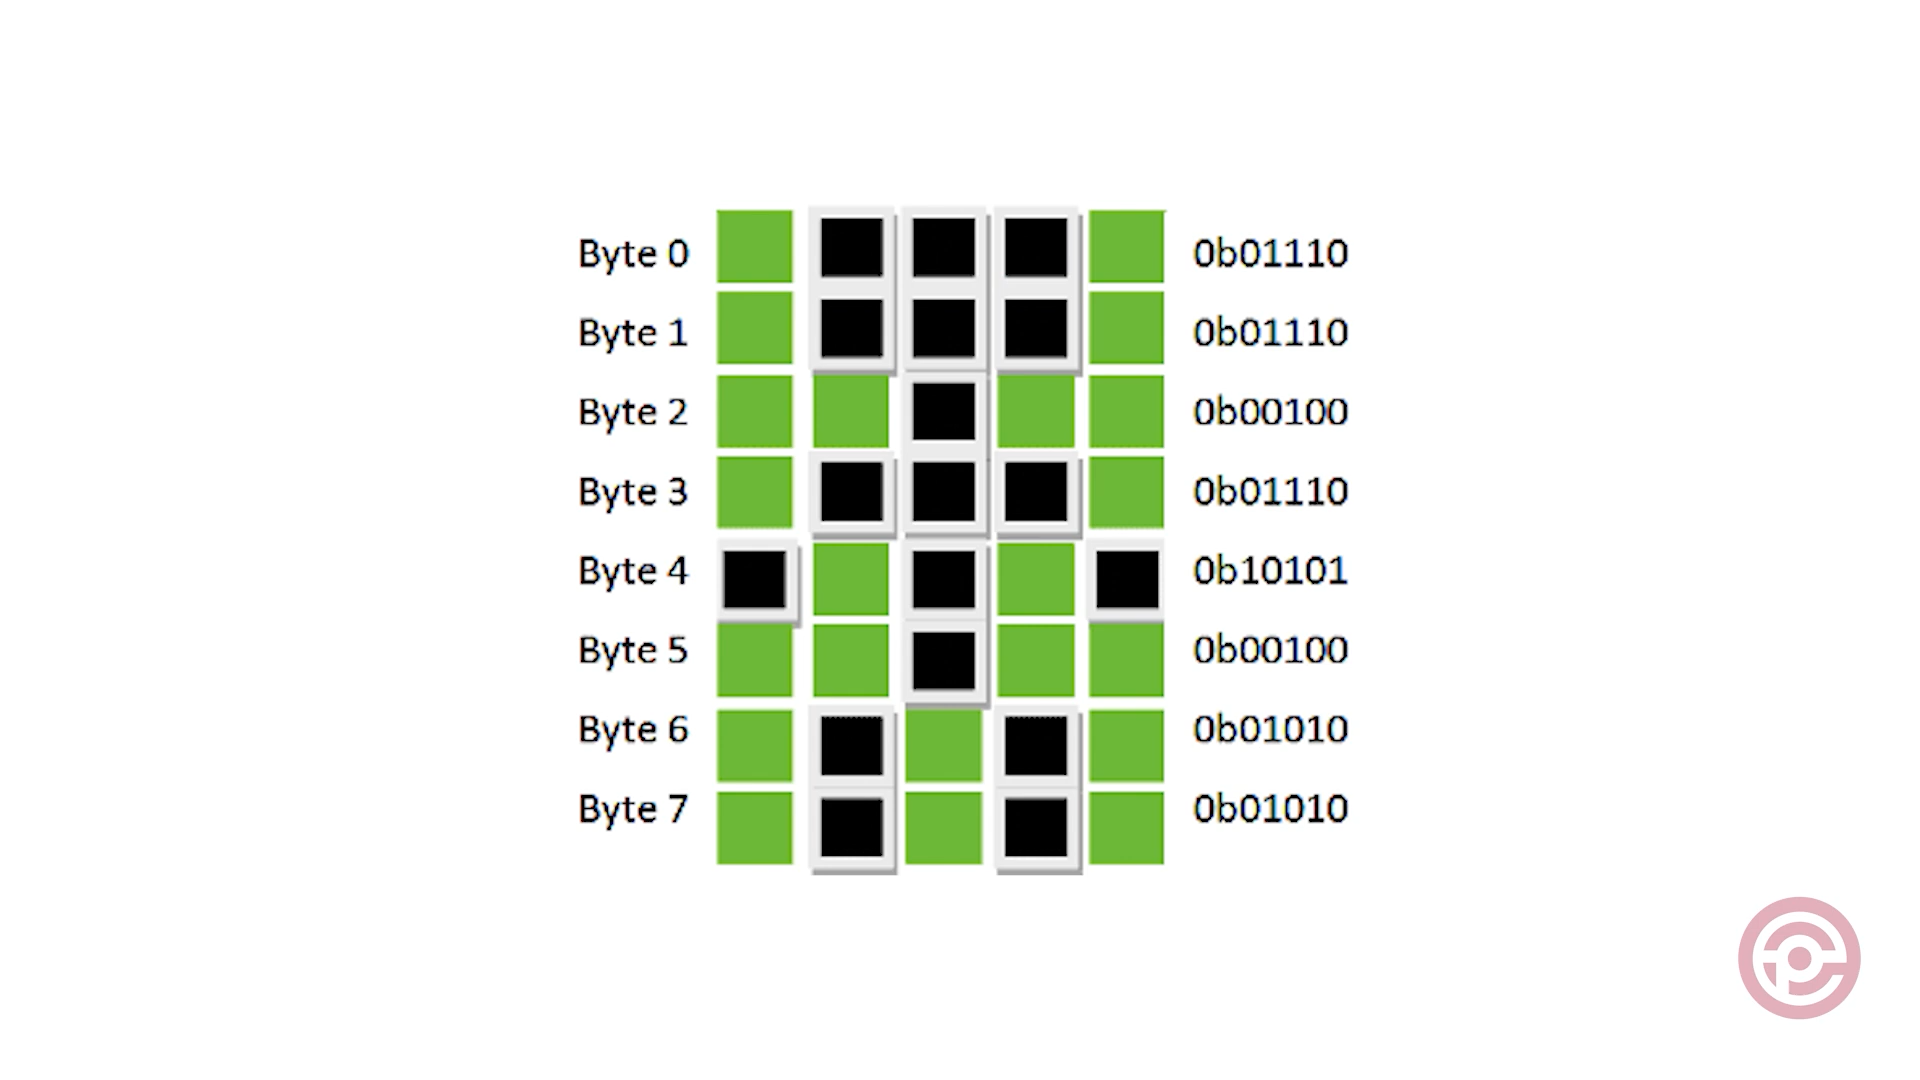 Byte 0 0b01110
Byte 1 0b01110
Byte 2 0b00100
Byte 3 0b01110
Byte 4 0b10101
Byte 5 0b00100
Byte 6 0b01010
Byte 7 0b01010